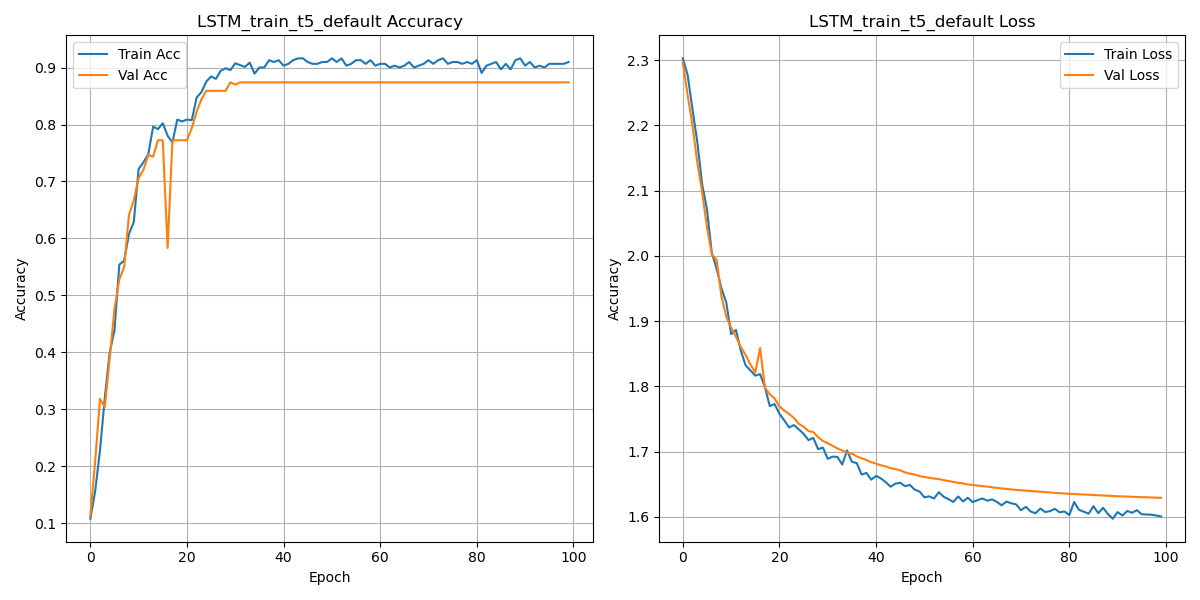 LSTM_train_t5_default Accuracy
Train Acc
Val Acc
Accuracy
0.9
0.8
0.7
0.6
0.5
0.4
0.3
0.2
0.1
0
20
40
60
80
100
Epoch
LSTM_train_t5_default Loss
Train Loss
Val Loss
Accuracy
2.3
2.2
2.1
2.0
1.9
1.8
1.7
1.6
0
20
40
60
80
100
Epoch